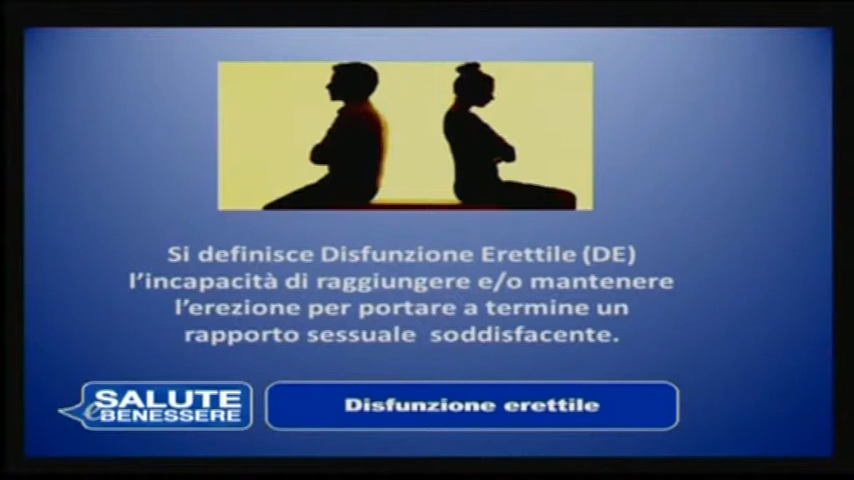 Si definisce Disfunzione Erettile (DE)
l'incapacità di raggiungere e/o mantenere
l'erezione per portare a termine un
rapporto sessuale soddisfacente.
SALUTE
e BENESSERE
Disfunzione erettile